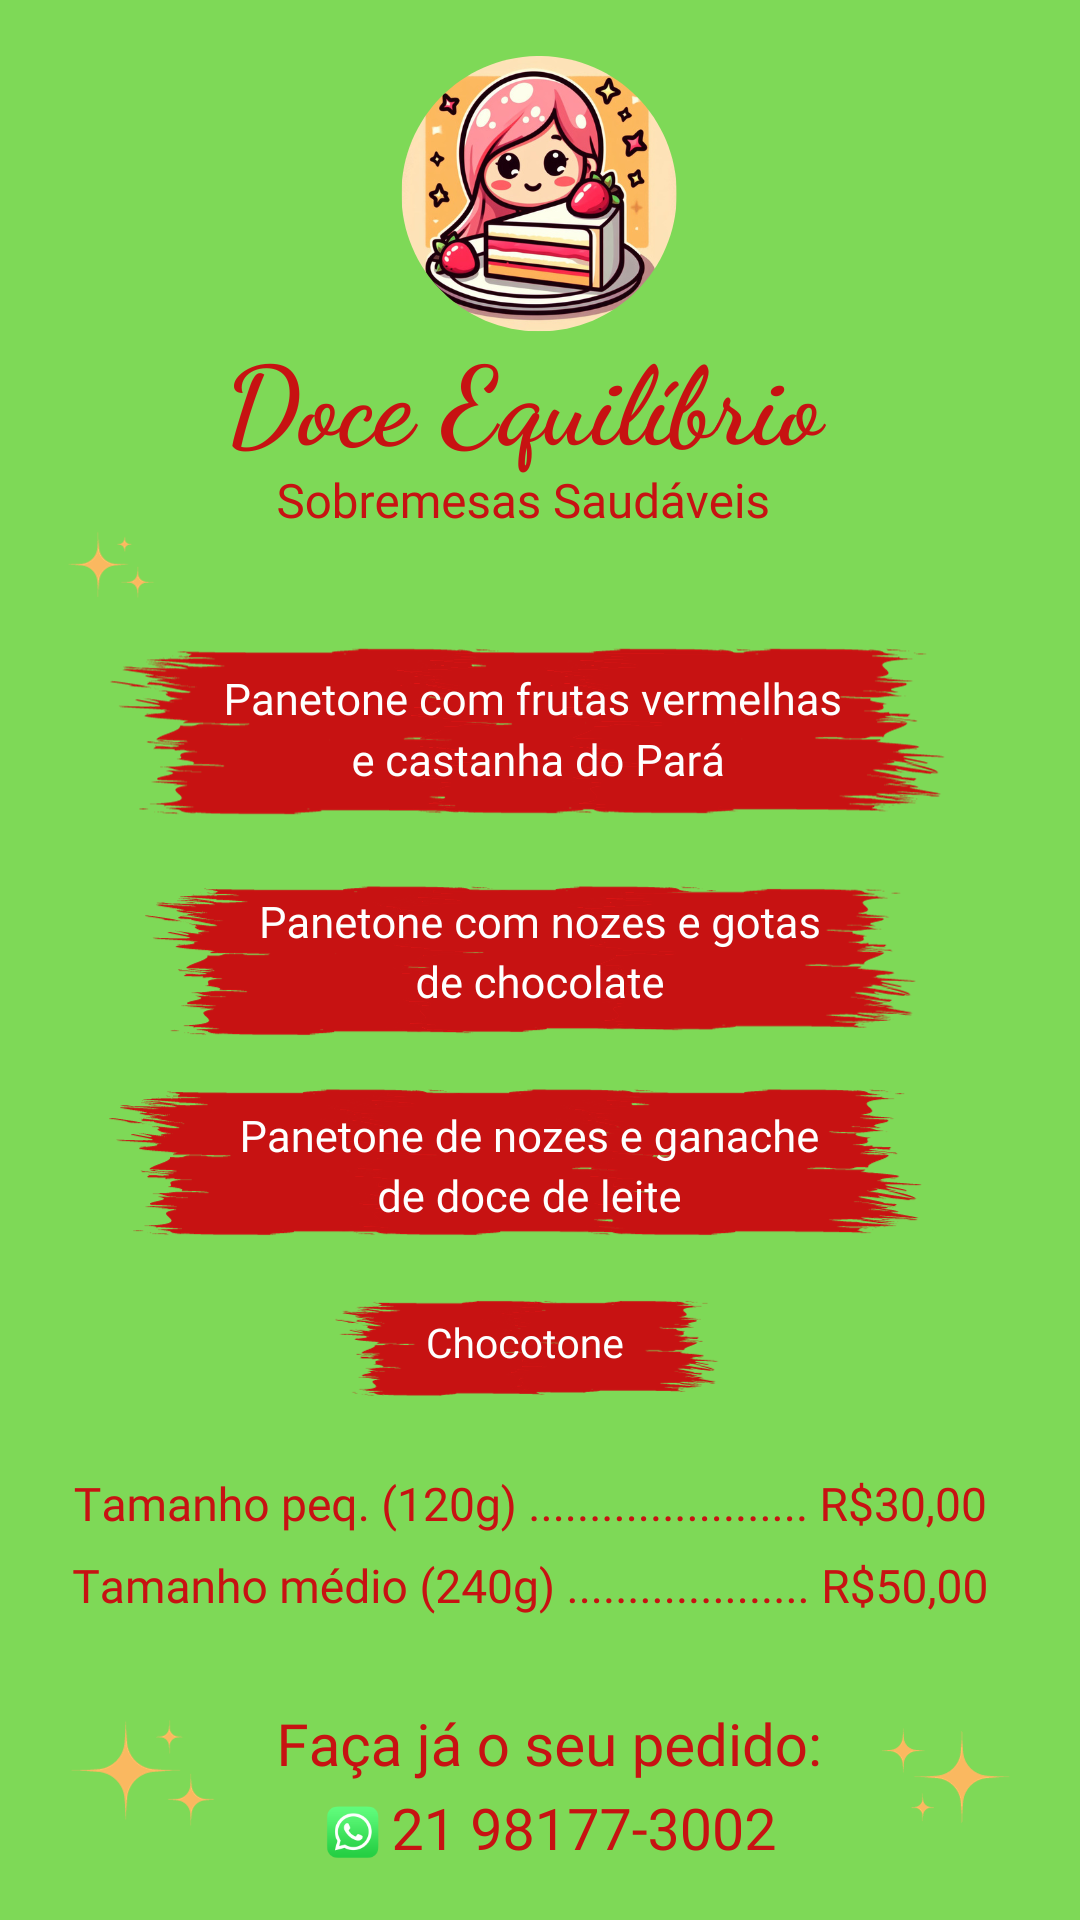 Doce Equilíbrio
Sobremesas Saudáveis
Panetone com frutas vermelhas
e castanha do Pará
Panetone com nozes e gotas
de chocolate
Panetone de nozes e ganache
de doce de leite
Chocotone
Tamanho peq. (120g) ....................... R$30,00
Tamanho médio (240g) .................... R$50,00
Faça já o seu pedido:
21 98177-3002